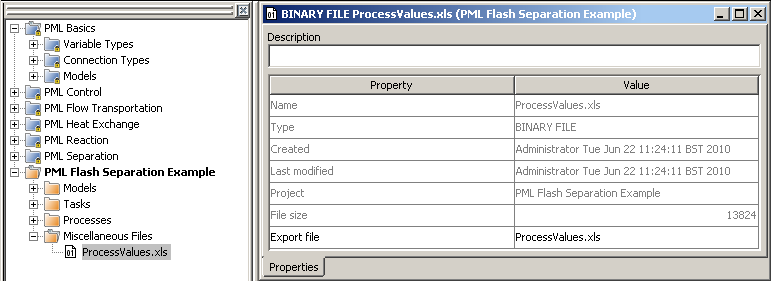 PML Basics
Variable Types
Connection Types
Models
PML Control
PML Flow Transportation
PML Heat Exchange
PML Reaction
PML Separation
PML Flash Separation Example
Models
Tasks
Processes
Miscellaneous Files
01 ProcessValues.xls
01 BINARY FILE ProcessValues.xls (PML Flash Separation Example)
Description
Property Value
Name ProcessValues.xls
Type BINARY FILE
Created Administrator Tue Jun 22 11:24:11 BST 2010
Last modified Administrator Tue Jun 22 11:24:11 BST 2010
Project PML Flash Separation Example
File size 13824
Export file ProcessValues.xls
Properties